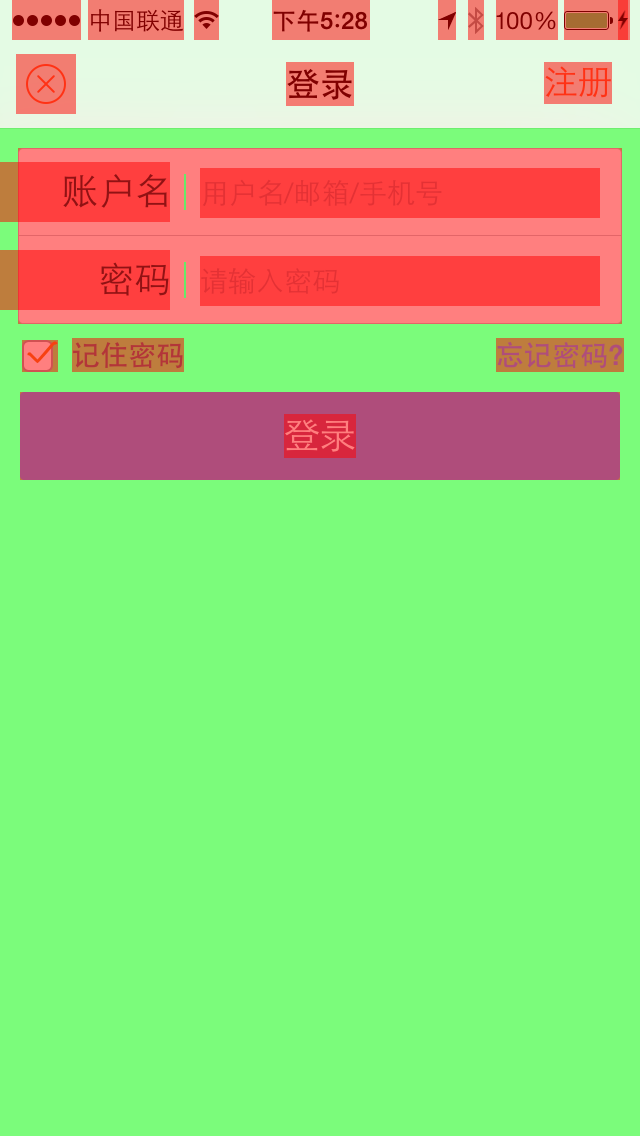 中国联通 下午5:28 100%
登录 注册
账户名 用户名/邮箱/手机号
密码 请输入密码
记住密码 忘记密码?
登录